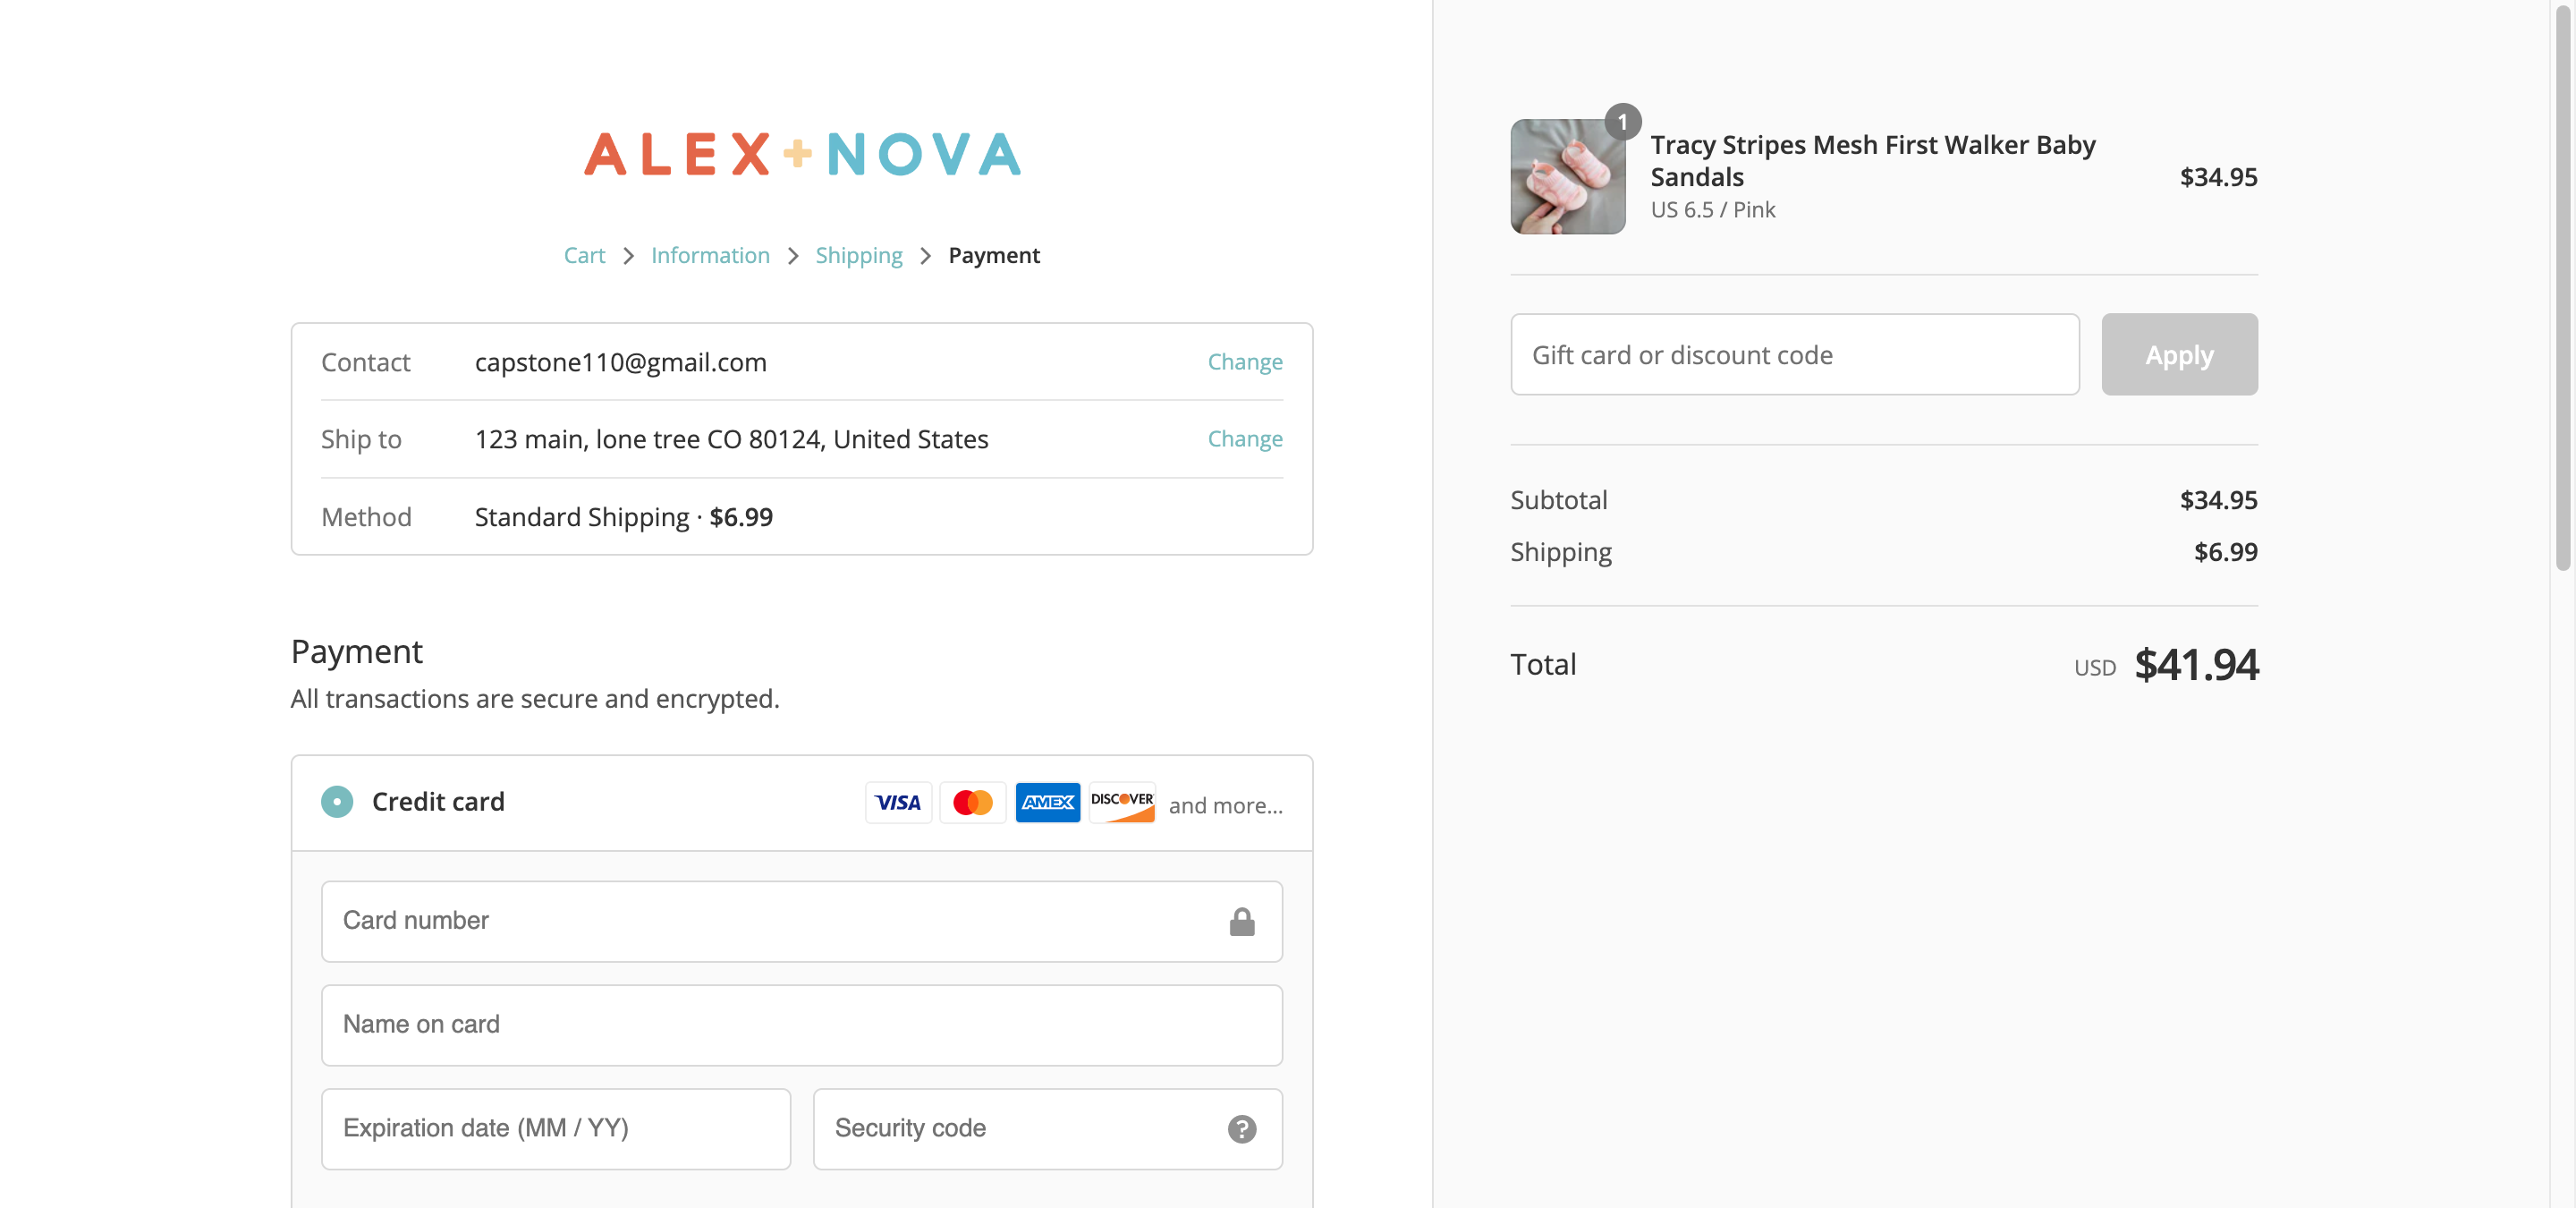 ALEX+NOVA
Cart > Information > Shipping > Payment
Contact capstone110@gmail.com Change
Ship to 123 main, lone tree CO 80124, United States Change
Method Standard Shipping · $6.99
Payment
All transactions are secure and encrypted.
Credit card VISA AMEX DISCOVER and more...
Card number
Name on card
Expiration date (MM / YY) Security code ?
1
Tracy Stripes Mesh First Walker Baby
Sandals $34.95
US 6.5 / Pink
Gift card or discount code Apply
Subtotal $34.95
Shipping $6.99
Total USD $41.94